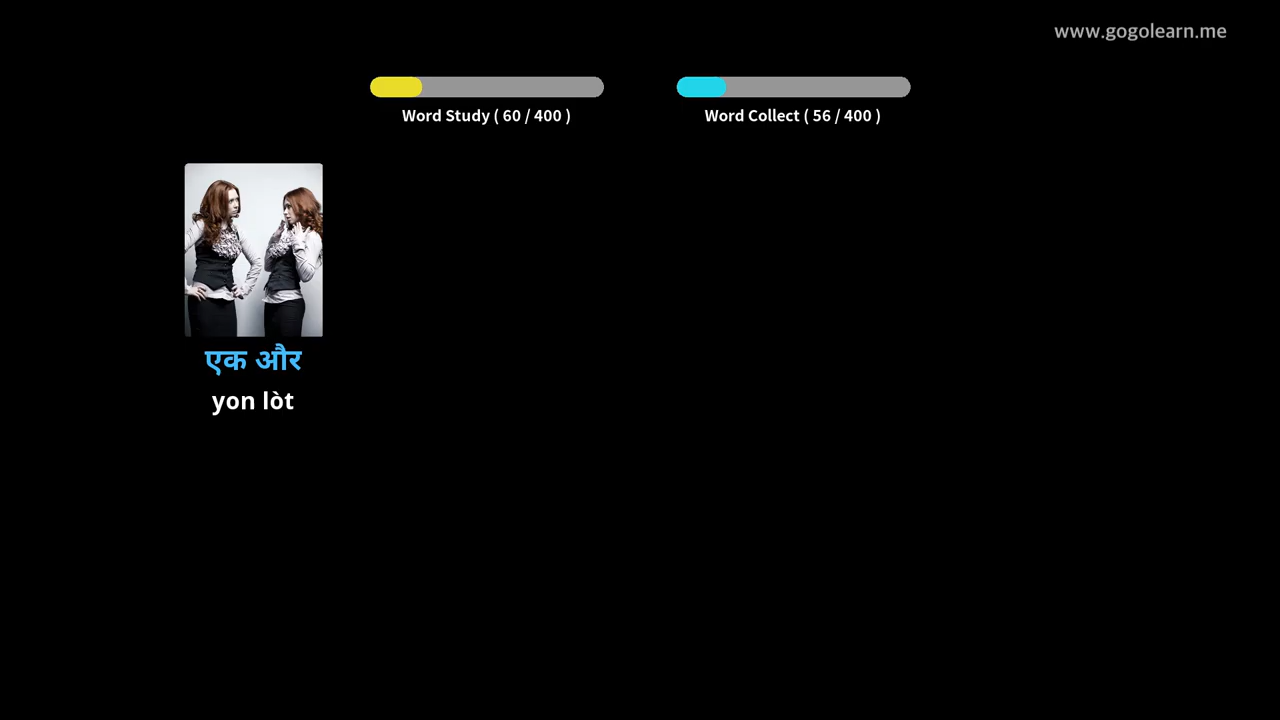 www.gogolearn.me
Word Study ( 60 / 400 )
Word Collect ( 56 / 400 )
एक और
yon lòt